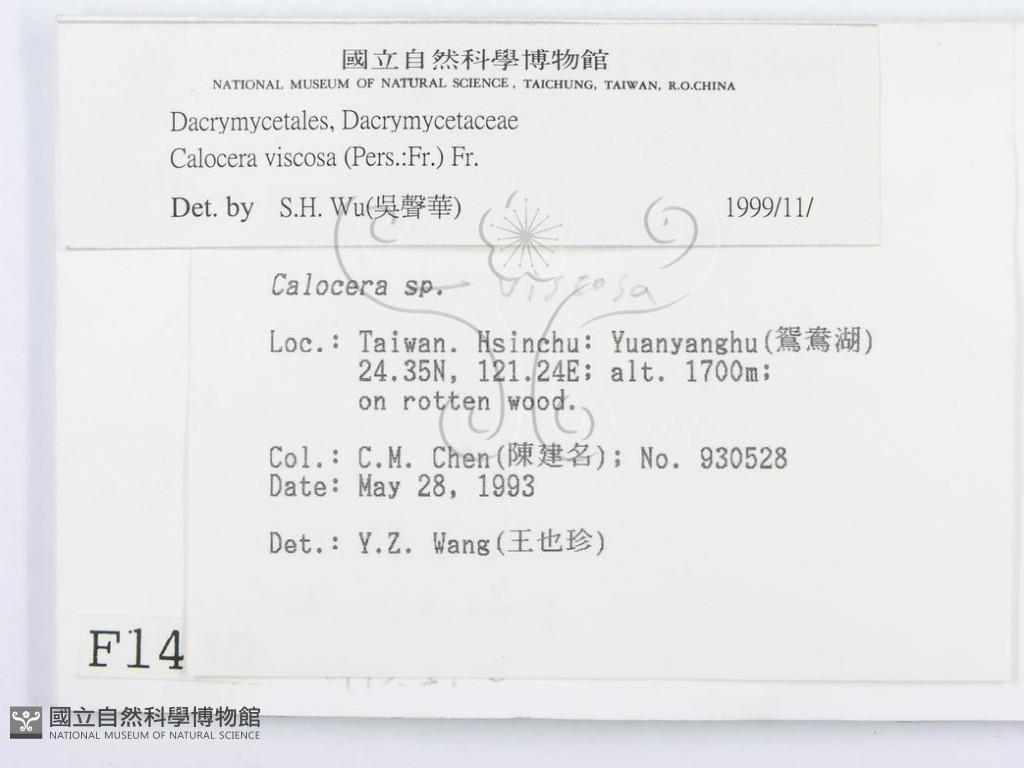 國立自然科學博物館
NATIONAL MUSEUM OF NATURAL SCIENCE, TAICHUNG, TAIWAN, R.O.CHINA
Dacrymycetales, Dacrymycetaceae
Calocera viscosa (Pers.:Fr.) Fr.
Det. by S.H. Wu(吳聲華) 1999/11/
Calocera sp. viscosa
Loc.: Taiwan. Hsinchu: Yuanyanghu(鴛鴦湖)
24.35N, 121.24E; alt. 1700m;
on rotten wood.
Col.: C.M. Chen(陳建名); No. 930528
Date: May 28, 1993
Det.: Y.Z. Wang(王也珍)
F14
國立自然科學博物館
NATIONAL MUSEUM OF NATURAL SCIENCE